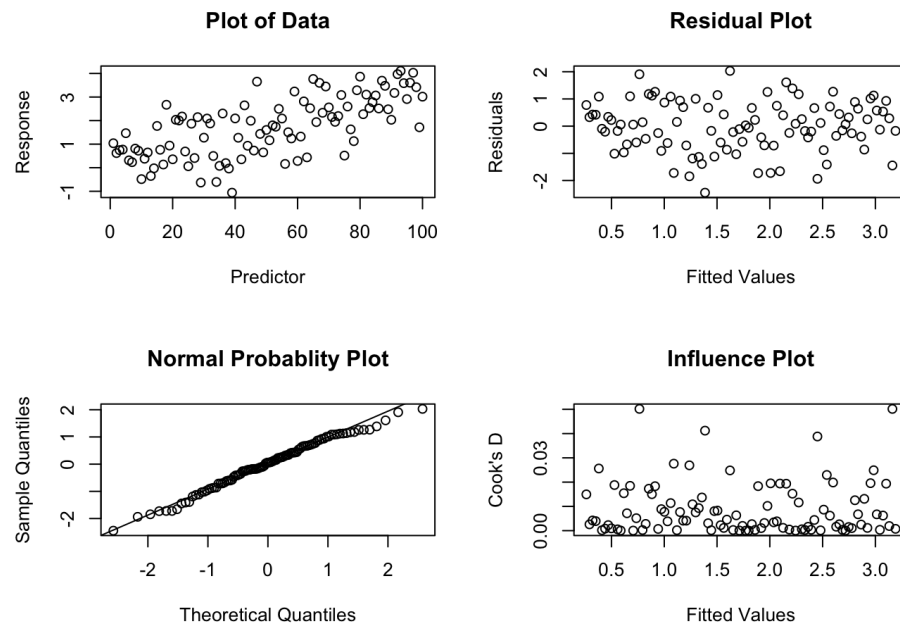 Plot of Data
Response
3
1
-1
0 20 40 60 80 100
Predictor
Residual Plot
Residuals
2
1
0
-2
0.5 1.0 1.5 2.0 2.5 3.0
Fitted Values
Normal Probablity Plot
Sample Quantiles
2
1
0
-2
-2 -1 0 1 2
Theoretical Quantiles
Influence Plot
Cook's D
0.03
0.00
0.5 1.0 1.5 2.0 2.5 3.0
Fitted Values